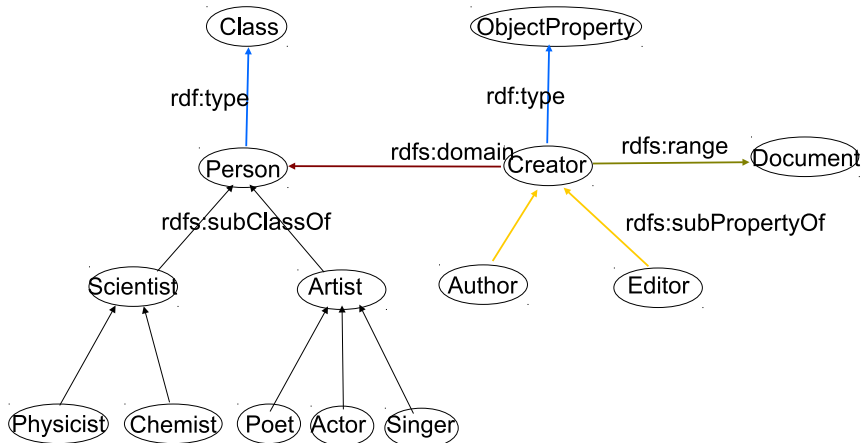 Class
ObjectProperty
rdf:type
rdf:type
rdfs:domain
rdfs:range
Person
Creator
Document
rdfs:subClassOf
rdfs:subPropertyOf
Scientist
Artist
Author
Editor
Physicist
Chemist
Poet
Actor
Singer